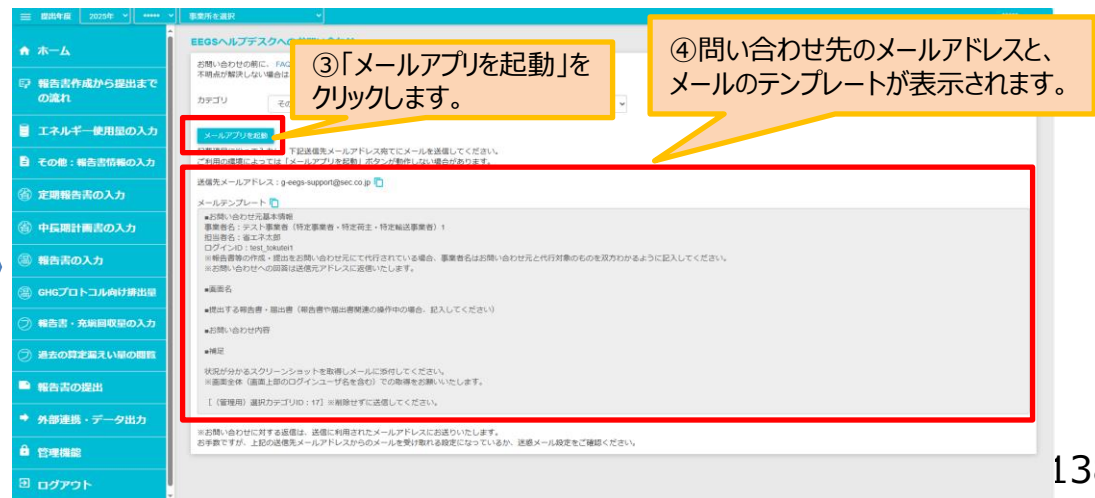 提出年度 2025年 ***** 事業所を選択
ホーム
報告書作成から提出まで
の流れ
エネルギー使用量の入力
その他：報告情報の入力
定期報告書の入力
中長期計画書の入力
報告書の入力
GHGプロトコル向け排出量
報告書・充塡回収量の入力
過去の算定漏えい量の閲覧
報告書の提出
外部連携・データ出力
管理機能
ログアウト
EEGSヘルプデスクへの
お問い合わせの前に、FAQ
不明点が解決しない場合は
カテゴリ
③「メールアプリを起動」を
クリックします。
④問い合わせ先のメールアドレスと、
メールのテンプレートが表示されます。
メールアプリを起動
下記送信先メールアドレス宛てにメールを送信してください。
ご利用の環境によっては「メールアプリを起動」ボタンが動作しない場合があります。
送信先メールアドレス：g-eegs-support@sec.co.jp
メールテンプレート
■お問い合わせ元基本情報
事業者名：テスト事業者（特定事業者・特定荷主・特定輸送事業者）1
担当者名：省エネ太郎
ログインID：test_tokutei1
※報告書等の作成・提出をお問い合わせ元にて代行されている場合、事業者名はお問い合わせ元と代行対象のものを双方わかるように記入してください。
※お問い合わせへの回答は送信元アドレスに返信いたします。
■画面名
■提出する報告書・届出書（報告書や届出書関連の操作中の場合、記入してください）
■お問い合わせ内容
■補足
状況が分かるスクリーンショットを取得しメールに添付してください。
※画面全体（画面上部のログインユーザ名を含む）での取得をお願いいたします。
[（管理用）選択カテゴリID：17] ※削除せずに送信してください。
※お問い合わせに対する返信は、送信に利用されたメールアドレスにお送りいたします。
お手数ですが、上記の送信先メールアドレスからのメールを受け取れる設定になっているか、迷惑メール設定をご確認ください。
138